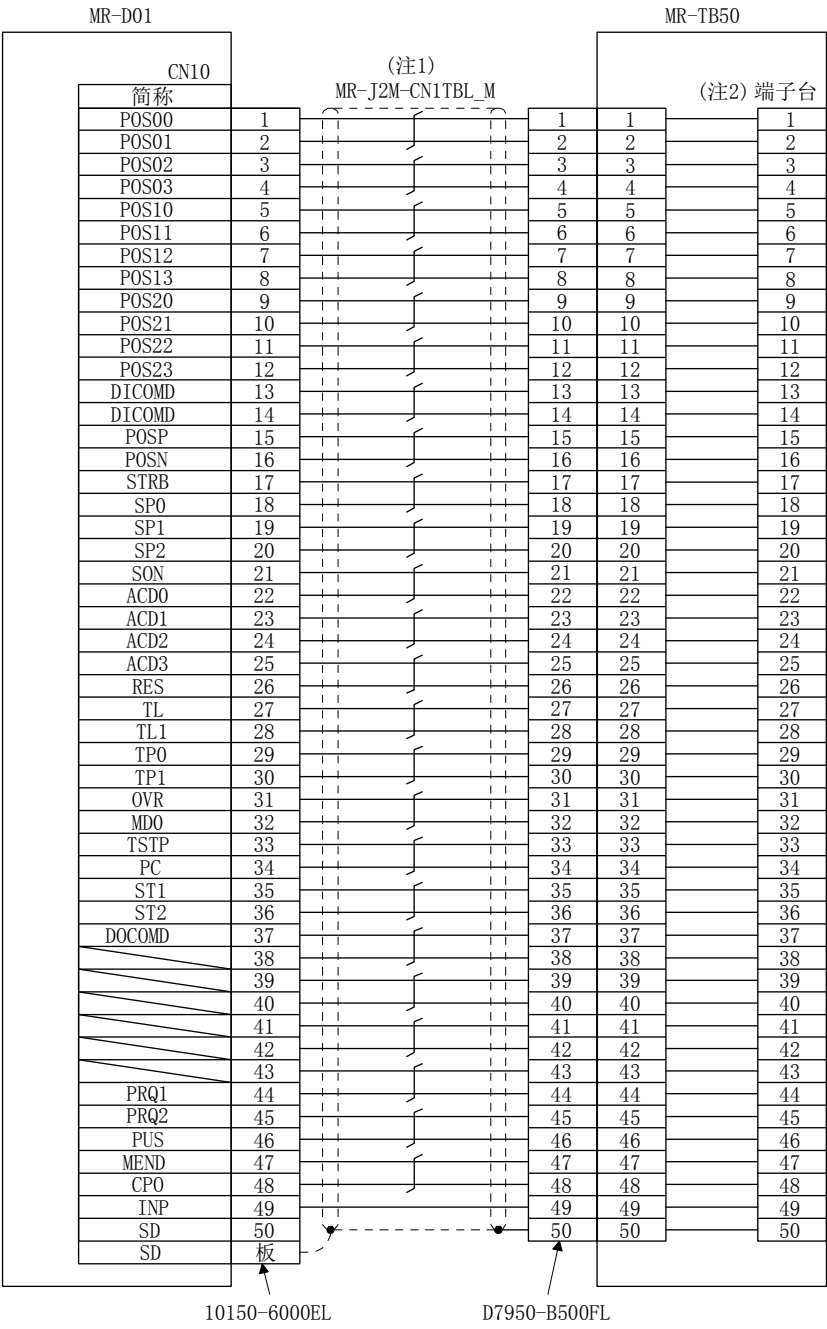 MR-D01 MR-TB50
CN10 (注1)
简称 MR-J2M-CN1TBL_M (注2) 端子台
POS00 1 1 1 1
POS01 2 2 2 2
POS02 3 3 3 3
POS03 4 4 4 4
POS10 5 5 5 5
POS11 6 6 6 6
POS12 7 7 7 7
POS13 8 8 8 8
POS20 9 9 9 9
POS21 10 10 10 10
POS22 11 11 11 11
POS23 12 12 12 12
DICOMD 13 13 13 13
DICOMD 14 14 14 14
POSP 15 15 15 15
POSN 16 16 16 16
STRB 17 17 17 17
SP0 18 18 18 18
SP1 19 19 19 19
SP2 20 20 20 20
SON 21 21 21 21
ACD0 22 22 22 22
ACD1 23 23 23 23
ACD2 24 24 24 24
ACD3 25 25 25 25
RES 26 26 26 26
TL 27 27 27 27
TL1 28 28 28 28
TP0 29 29 29 29
TP1 30 30 30 30
OVR 31 31 31 31
MD0 32 32 32 32
TSTP 33 33 33 33
PC 34 34 34 34
ST1 35 35 35 35
ST2 36 36 36 36
DOCOMD 37 37 37 37
38 38 38 38
39 39 39 39
40 40 40 40
41 41 41 41
42 42 42 42
43 43 43 43
PRQ1 44 44 44 44
PRQ2 45 45 45 45
PUS 46 46 46 46
MEND 47 47 47 47
CPO 48 48 48 48
INP 49 49 49 49
SD 50 50 50 50
SD 板
10150-6000EL D7950-B500FL